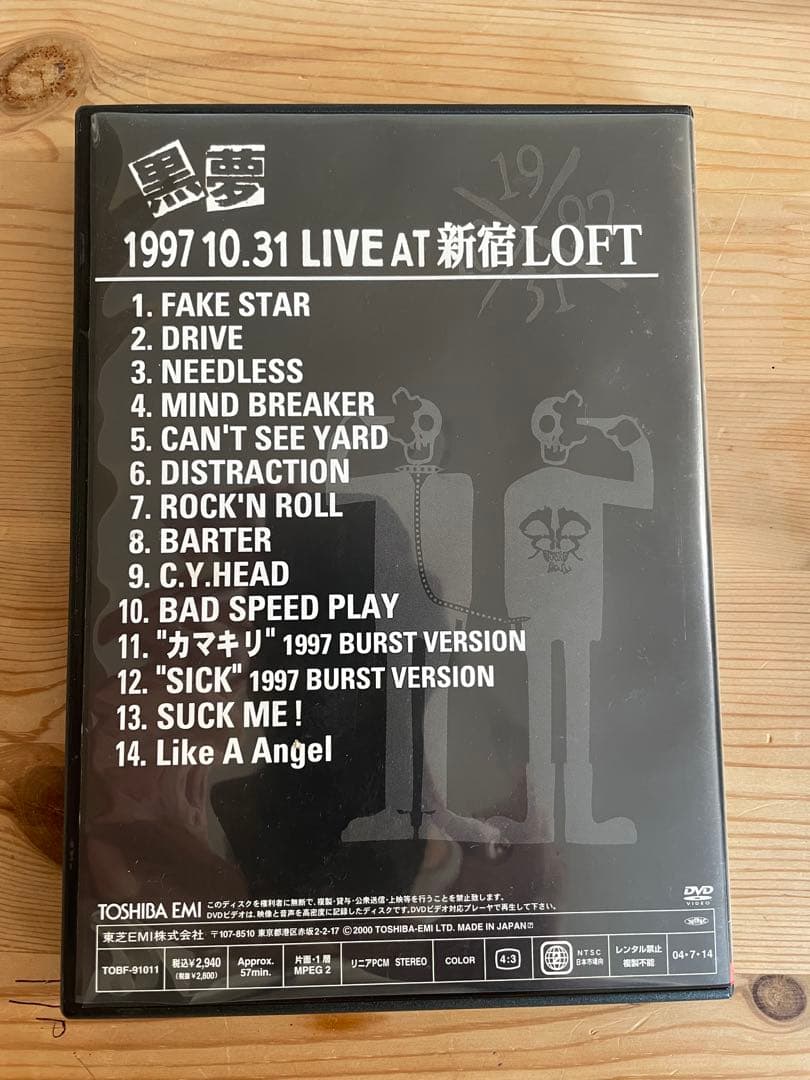 黒夢
1997 10.31 LIVE AT 新宿LOFT
1. FAKE STAR
2. DRIVE
3. NEEDLESS
4. MIND BREAKER
5. CAN'T SEE YARD
6. DISTRACTION
7. ROCK'N ROLL
8. BARTER
9. C.Y.HEAD
10. BAD SPEED PLAY
11. "カマキリ" 1997 BURST VERSION
12. "SICK" 1997 BURST VERSION
13. SUCK ME!
14. Like A Angel
TOSHIBA EMI このディスクを権利者に無断で、複製・貸与・公衆送信・上映等を行うことを禁止致します。
DVDビデオは、映像と音声を高密度に記録したディスクです。DVDビデオ対応プレーヤで再生して下さい。
DVD
VIDEO
東芝EMI株式会社 〒107-8510 東京都港区赤坂2-2-17 Ⓒ2000 TOSHIBA-EMI LTD. MADE IN JAPAN
TOBF-91011 税込¥2,940 (税抜¥2,800) Approx. 57min. 片面・1層 MPEG 2 リニアPCM STEREO COLOR 4:3 2 NTSC 日本市場向 レンタル禁止 複製不能 04・7・14